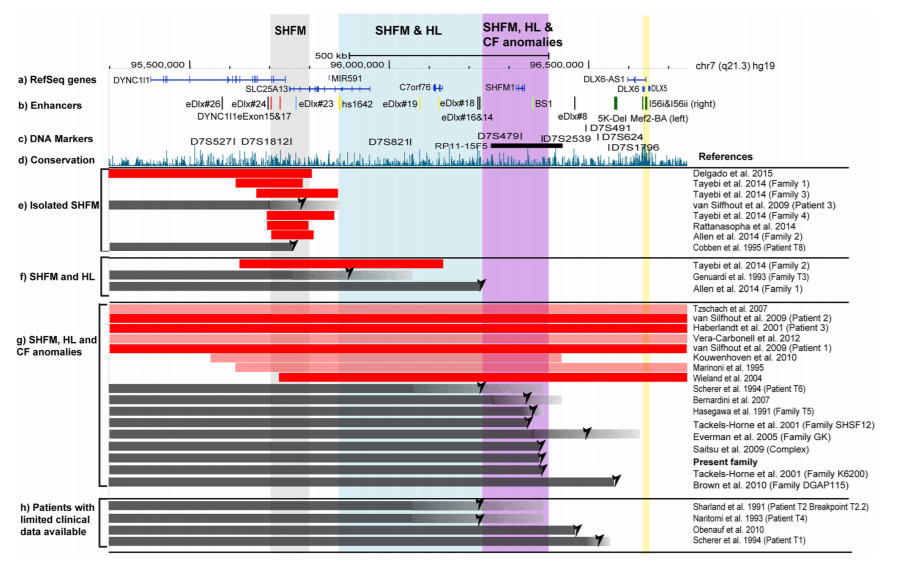 SHFM
SHFM & HL
SHFM, HL &
CF anomalies
500 kb
95,500,000
96,000,000
96,500,000
chr7 (q21.3) hg19
a) RefSeq genes
DYNC1I1
SLC25A13
MIR591
C7orf76
SHFM1
DLX6-AS1
DLX6
DLX5
b) Enhancers
eDlx#26
eDlx#24
eDlx#23
hs1642
eDlx#19
eDlx#18
BS1
I56i&I56ii (right)
DYNC1I1eExon15&17
eDlx#16&14
eDlx#8
5K-Del
Mef2-BA (left)
c) DNA Markers
D7S491
D7S527
D7S1812
D7S821
D7S479
D7S2539
D7S624
RP11-15F5
D7S1796
d) Conservation
References
e) Isolated SHFM
Delgado et al. 2015
Tayebi et al. 2014 (Family 1)
Tayebi et al. 2014 (Family 3)
van Silfhout et al. 2009 (Patient 3)
Tayebi et al. 2014 (Family 4)
Rattanasopha et al. 2014
Allen et al. 2014 (Family 2)
Cobben et al. 1995 (Patient T8)
f) SHFM and HL
Tayebi et al. 2014 (Family 2)
Genuardi et al. 1993 (Family T3)
Allen et al. 2014 (Family 1)
g) SHFM, HL and
CF anomalies
Tzschach et al. 2007
van Silfhout et al. 2009 (Patient 2)
Haberlandt et al. 2001 (Patient 3)
Vera-Carbonell et al. 2012
van Silfhout et al. 2009 (Patient 1)
Kouwenhoven et al. 2010
Marinoni et al. 1995
Wieland et al. 2004
Scherer et al. 1994 (Patient T6)
Bernardini et al. 2007
Hasegawa et al. 1991 (Family T5)
Tackels-Horne et al. 2001 (Family SHSF12)
Everman et al. 2005 (Family GK)
Saitsu et al. 2009 (Complex)
Present family
Tackels-Horne et al. 2001 (Family K6200)
Brown et al. 2010 (Family DGAP115)
h) Patients with
limited clinical
data available
Sharland et al. 1991 (Patient T2 Breakpoint T2.2)
Naritomi et al. 1993 (Patient T4)
Obenauf et al. 2010
Scherer et al. 1994 (Patient T1)